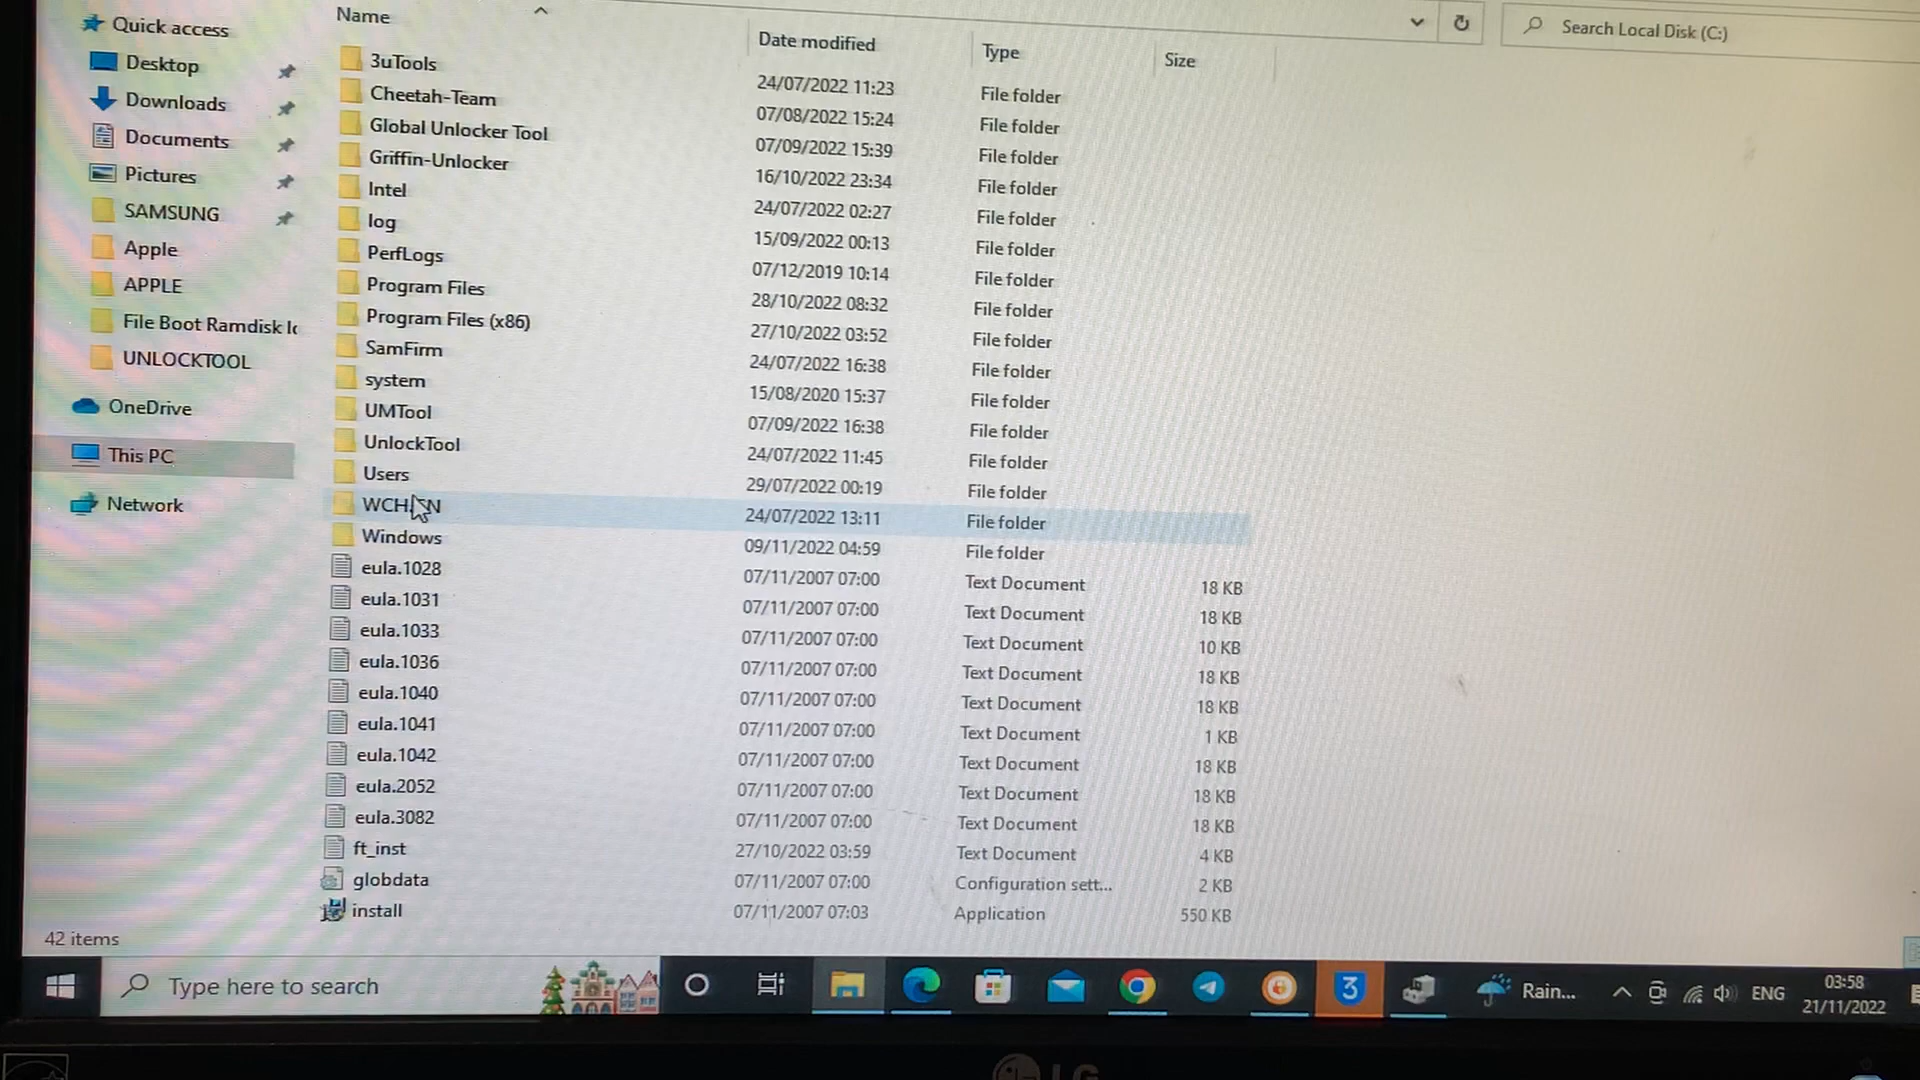 Quick access
Desktop
Downloads
Documents
Pictures
SAMSUNG
Apple
APPLE
File Boot Ramdisk
UNLOCKTOOL
OneDrive
This PC
Network
Name Date modified Type Size
Search Local Disk (C:)
3uTools 24/07/2022 11:23 File folder
Cheetah-Team 07/08/2022 15:24 File folder
Global Unlocker Tool 07/09/2022 15:39 File folder
Griffin-Unlocker 16/10/2022 23:34 File folder
Intel 24/07/2022 02:27 File folder
log 15/09/2022 00:13 File folder
PerfLogs 07/12/2019 10:14 File folder
Program Files 28/10/2022 08:32 File folder
Program Files (x86) 27/10/2022 03:52 File folder
SamFirm 24/07/2022 16:38 File folder
system 15/08/2020 15:37 File folder
UMTool 07/09/2022 16:38 File folder
UnlockTool 24/07/2022 11:45 File folder
Users 29/07/2022 00:19 File folder
24/07/2022 13:11 File folder
Windows 09/11/2022 04:59 File folder
eula.1028 07/11/2007 07:00 Text Document 18 KB
eula.1031 07/11/2007 07:00 Text Document 18 KB
eula.1033 07/11/2007 07:00 Text Document 10 KB
eula.1036 07/11/2007 07:00 Text Document 18 KB
eula.1040 07/11/2007 07:00 Text Document 18 KB
eula.1041 07/11/2007 07:00 Text Document 1 KB
eula.1042 07/11/2007 07:00 Text Document 18 KB
eula.2052 07/11/2007 07:00 Text Document 18 KB
eula.3082 07/11/2007 07:00 Text Document 18 KB
ft_inst 27/10/2022 03:59 Text Document 4 KB
globdata 07/11/2007 07:00 Configuration sett... 2 KB
install 07/11/2007 07:03 Application 550 KB
42 items
Type here to search
3
Rain...
ENG
03:58
21/11/2022
LG